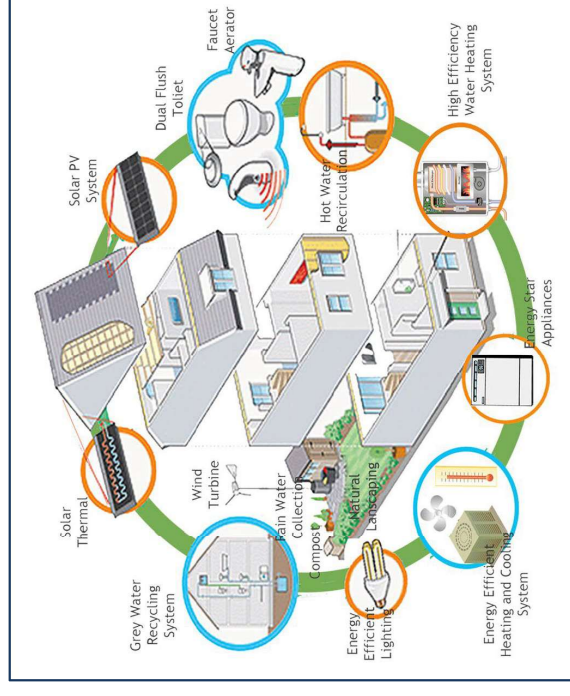 Solar PV
System
Dual Flush
Toliet
Faucet
Aerator
Hot Water
Recirculation
High Efficiency
Water Heating
System
Energy Star
Appliances
Energy Efficient
Heating and Cooling
System
Energy
Efficient
Lighting
Grey Water
Recycling
System
Solar
Thermal
Wind
Turbine
Rain Water
Collection
Compost
Natural
Lanscaping